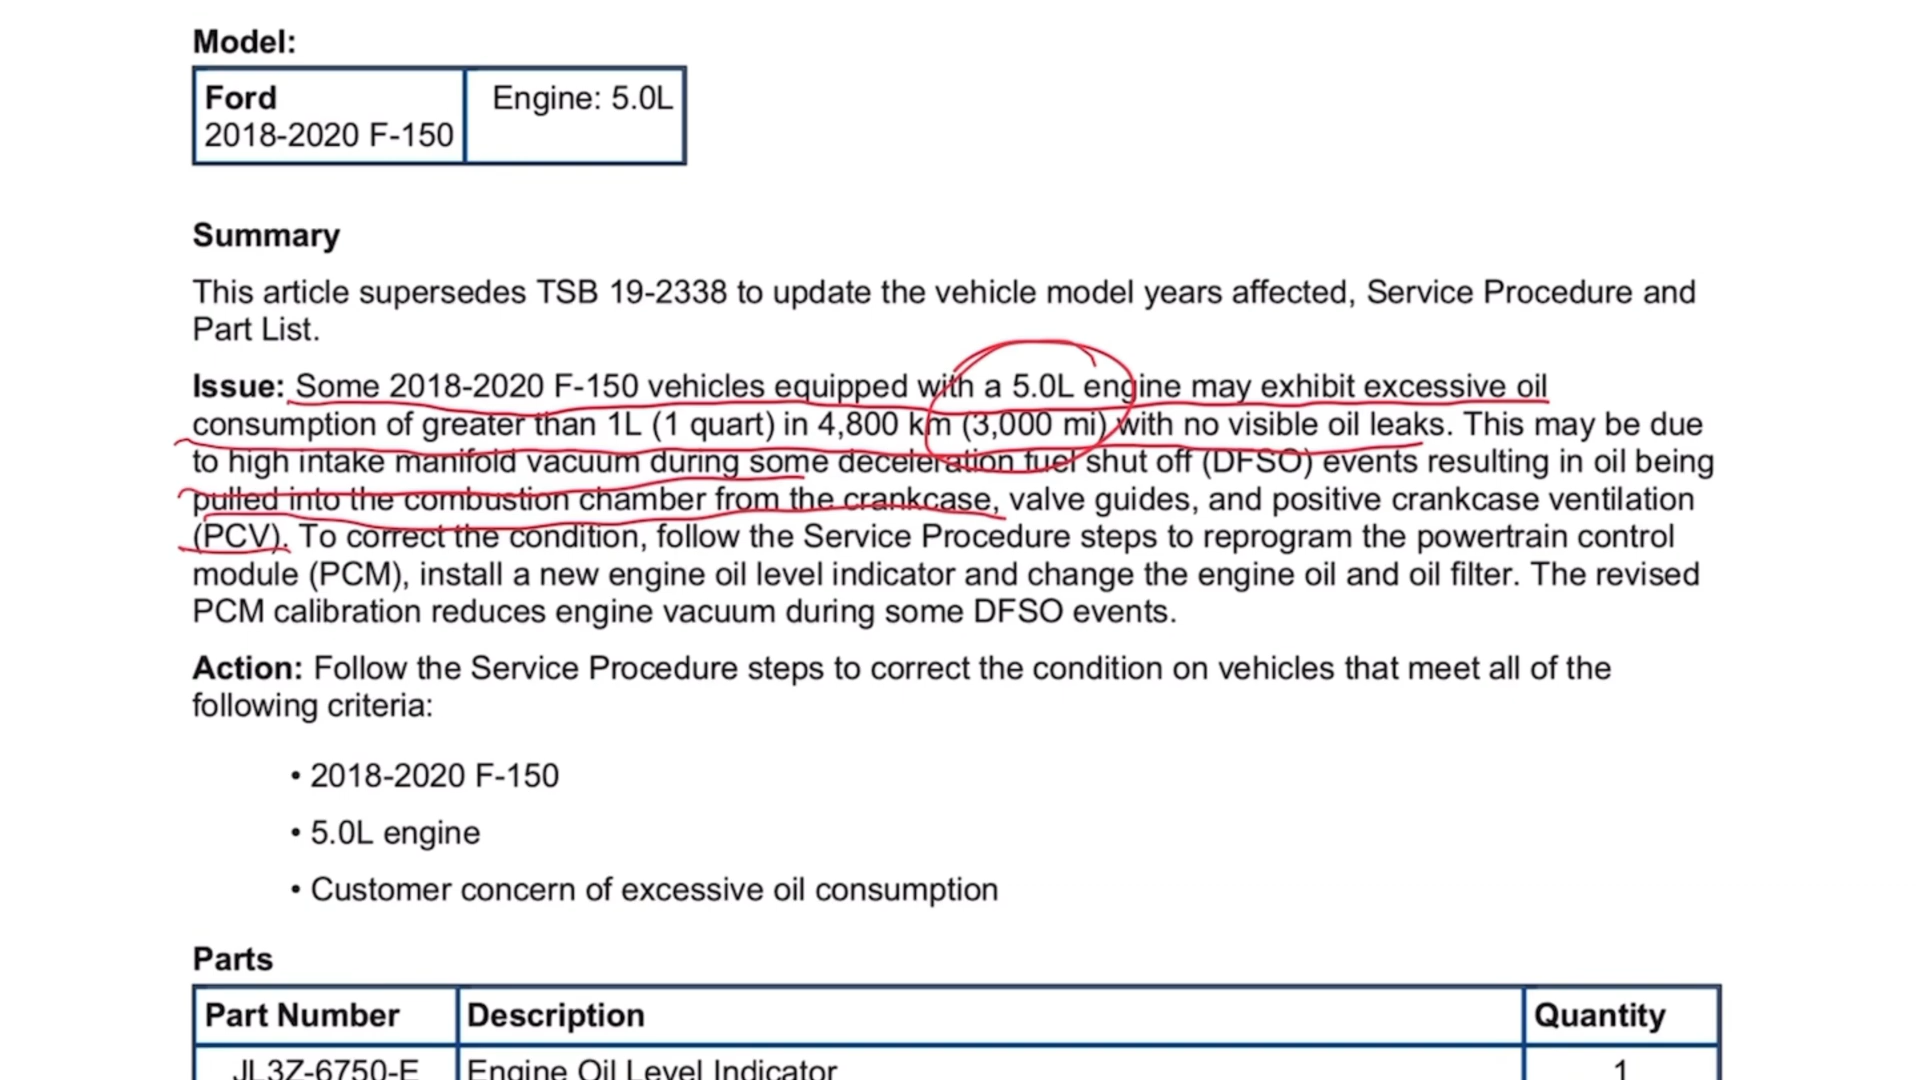 Model:
Ford
2018-2020 F-150
Engine: 5.0L
Summary
This article supersedes TSB 19-2338 to update the vehicle model years affected, Service Procedure and
Part List.
Issue: Some 2018-2020 F-150 vehicles equipped with a 5.0L engine may exhibit excessive oil
consumption of greater than 1L (1 quart) in 4,800 km (3,000 mi) with no visible oil leaks. This may be due
to high intake manifold vacuum during some deceleration fuel shut off (DFSO) events resulting in oil being
pulled into the combustion chamber from the crankcase, valve guides, and positive crankcase ventilation
(PCV). To correct the condition, follow the Service Procedure steps to reprogram the powertrain control
module (PCM), install a new engine oil level indicator and change the engine oil and oil filter. The revised
PCM calibration reduces engine vacuum during some DFSO events.
Action: Follow the Service Procedure steps to correct the condition on vehicles that meet all of the
following criteria:
• 2018-2020 F-150
• 5.0L engine
• Customer concern of excessive oil consumption
Parts
Part Number Description Quantity
JL3Z-6750-E Engine Oil Level Indicator 1